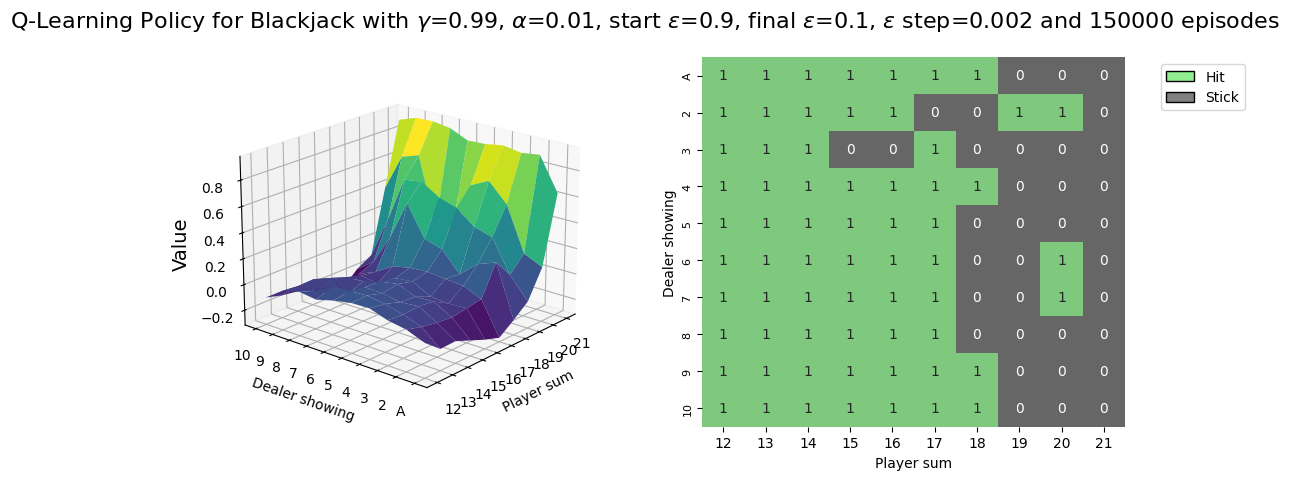 Q-Learning Policy for Blackjack with γ=0.99, α=0.01, start ε=0.9, final ε=0.1, ε step=0.002 and 150000 episodes
Value
0.8
0.6
0.4
0.2
0.0
−0.2
10 9 8 7 6 5 4 3 2 A
Dealer showing
12 13 14 15 16 17 18 19 20 21
Player sum
Dealer showing
A 1 1 1 1 1 1 1 0 0 0
2 1 1 1 1 1 0 0 1 1 0
3 1 1 1 0 0 1 0 0 0 0
4 1 1 1 1 1 1 1 0 0 0
5 1 1 1 1 1 1 0 0 0 0
6 1 1 1 1 1 1 0 0 1 0
7 1 1 1 1 1 1 0 0 1 0
8 1 1 1 1 1 1 0 0 0 0
9 1 1 1 1 1 1 1 0 0 0
10 1 1 1 1 1 1 1 0 0 0
12 13 14 15 16 17 18 19 20 21
Player sum
Hit
Stick